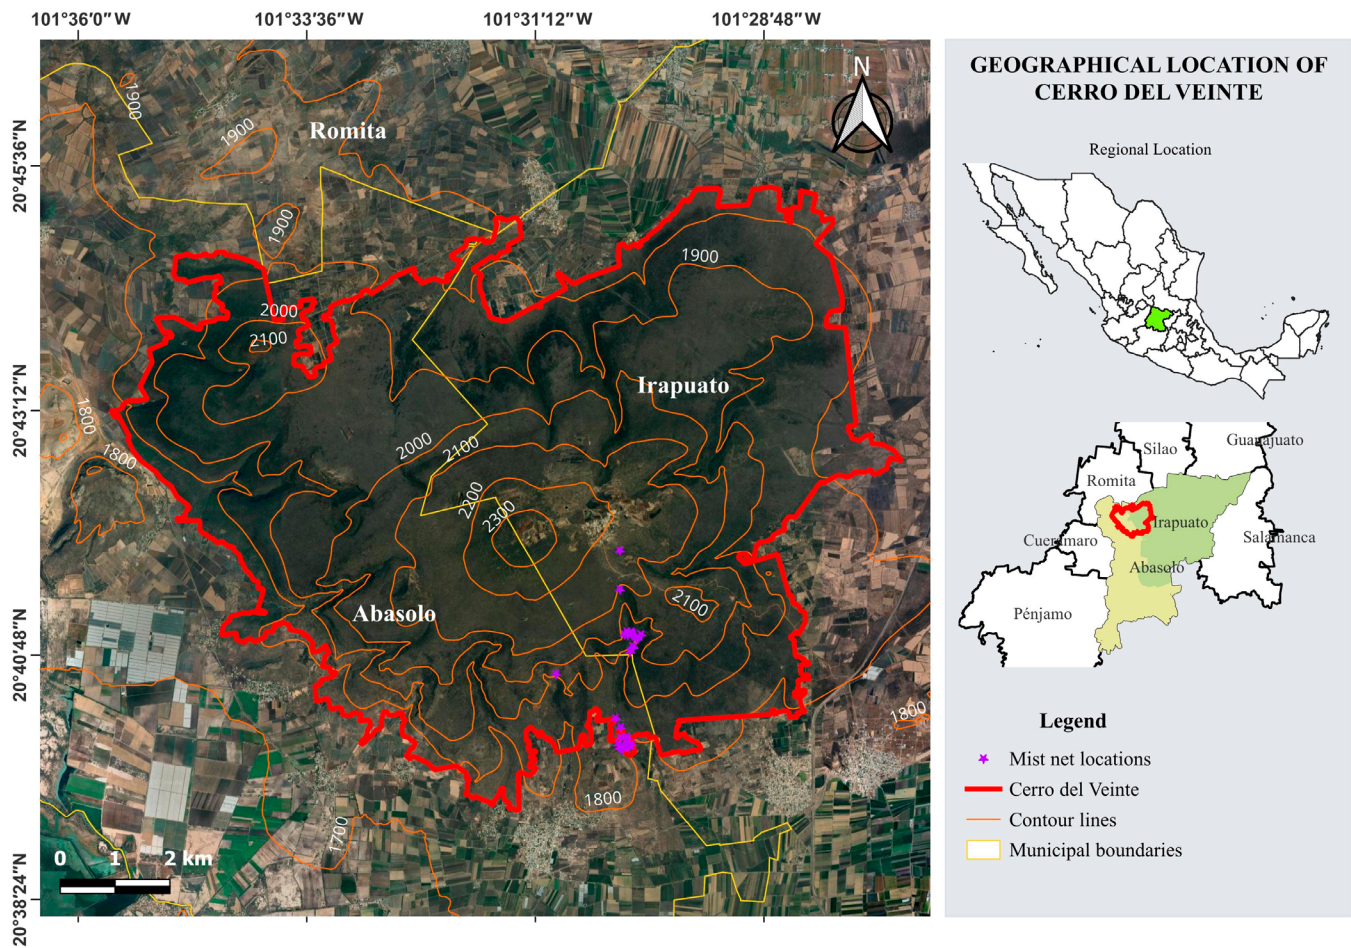 101°36′0″W 101°33′36″W 101°31′12″W 101°28′48″W
20°45′36″N
20°43′12″N
20°40′48″N
20°38′24″N
N
1900
1900
Romita
1900
1900
2000
2100
Irapuato
1800
1800
2000
2100
2200
2300
Abasolo
2100
1800
1800
1700
0 1 2 km
GEOGRAPHICAL LOCATION OF
CERRO DEL VEINTE
Regional Location
Silao
Guanajuato
Romita
Irapuato
Cuerámaro
Salamanca
Abasolo
Pénjamo
Legend
Mist net locations
Cerro del Veinte
Contour lines
Municipal boundaries